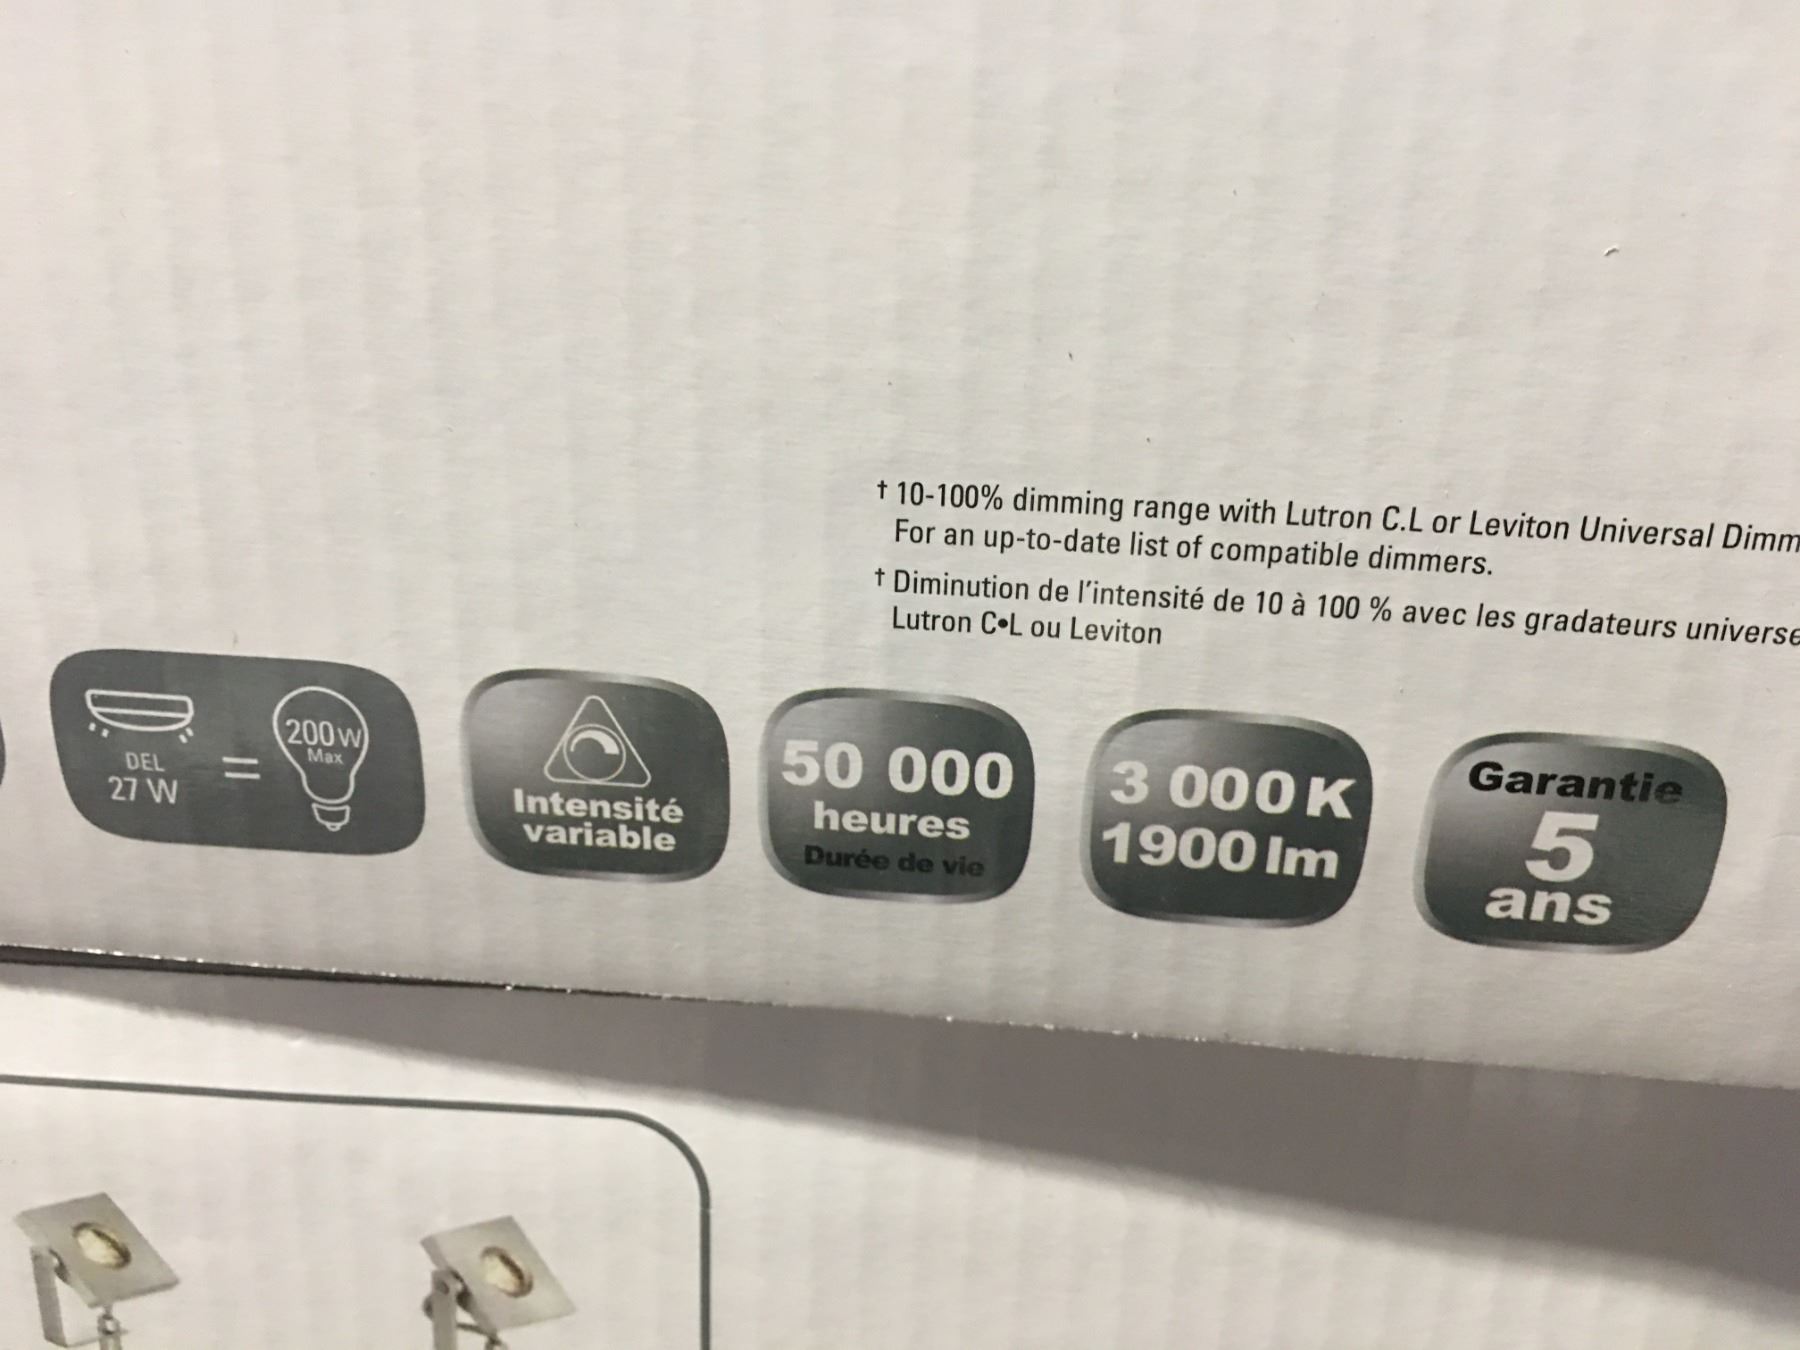 † 10-100% dimming range with Lutron C.L or Leviton Universal
For an up-to-date list of compatible dimmers.
† Diminution de l'intensité de 10 à 100 % avec les gradateurs
Lutron C•L ou Leviton
DEL
27 W
=
200 W
Max
Intensité
variable
50 000
heures
Durée de vie
3 000 K
1900 lm
Garantie
5
ans